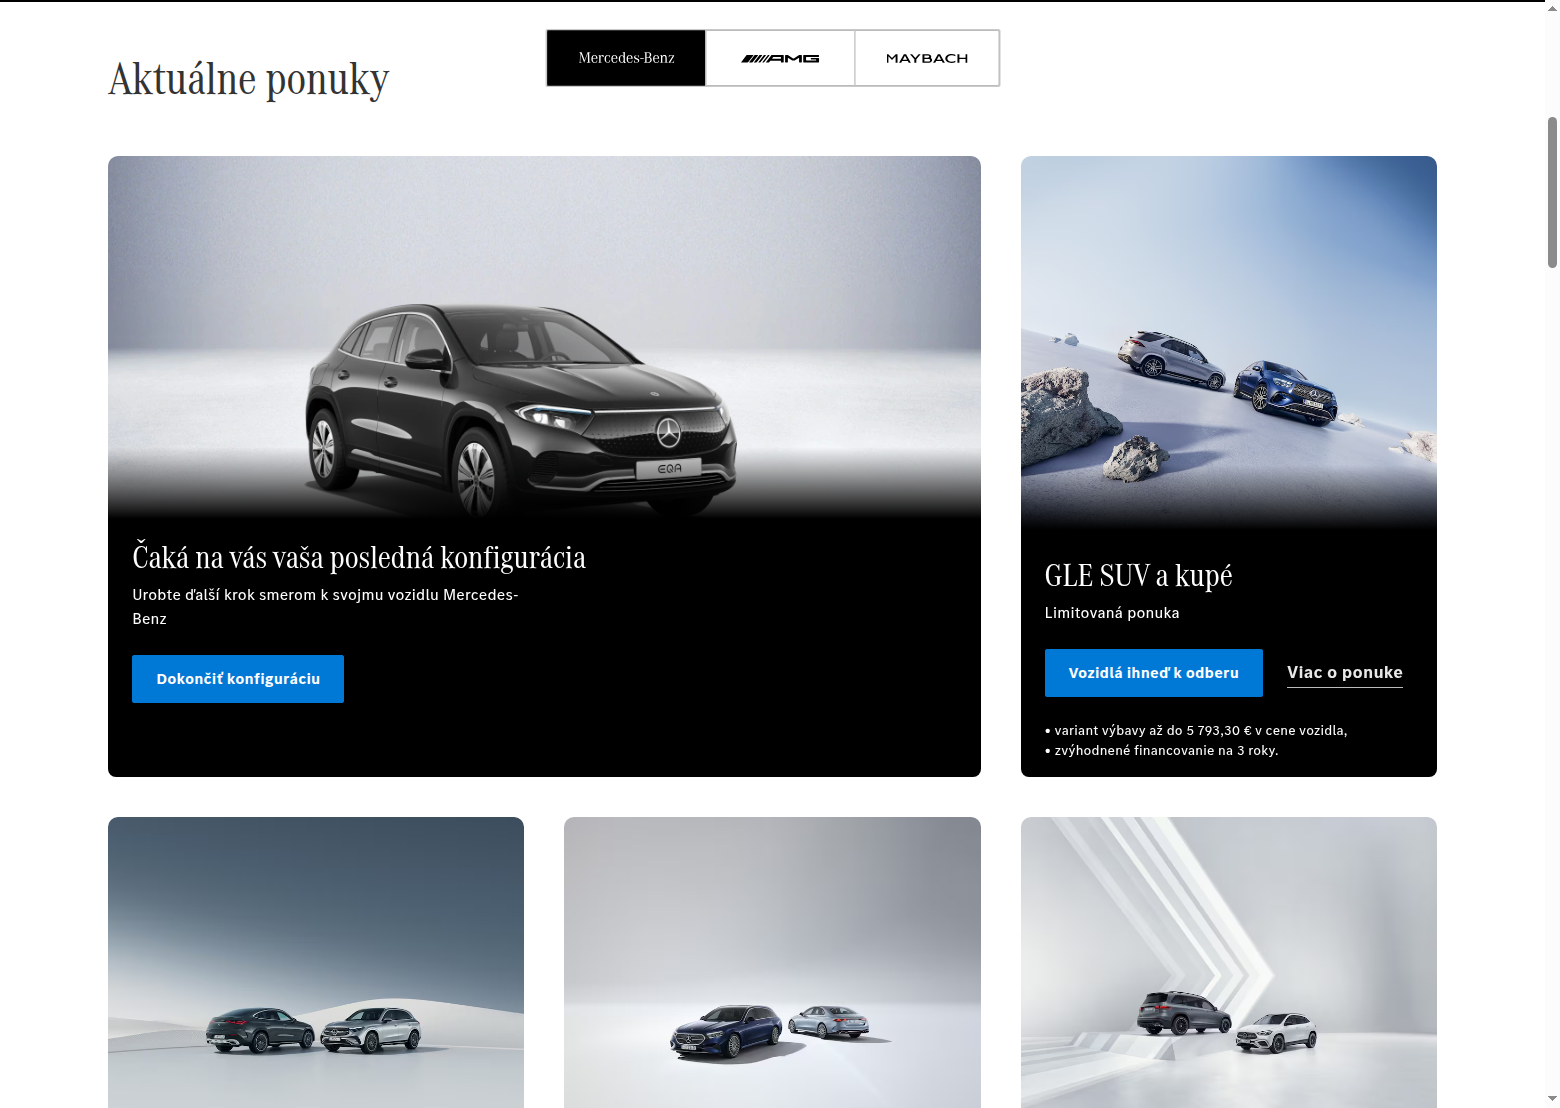 Aktuálne ponuky
Mercedes-Benz
AMG
MAYBACH
EQA
Čaká na vás vaša posledná konfigurácia
Urobte ďalší krok smerom k svojmu vozidlu Mercedes-
Benz
Dokončiť konfiguráciu
GLE SUV a kupé
Limitovaná ponuka
Vozidlá ihneď k odberu
Viac o ponuke
• variant výbavy až do 5 793,30 € v cene vozidla,
• zvýhodnené financovanie na 3 roky.